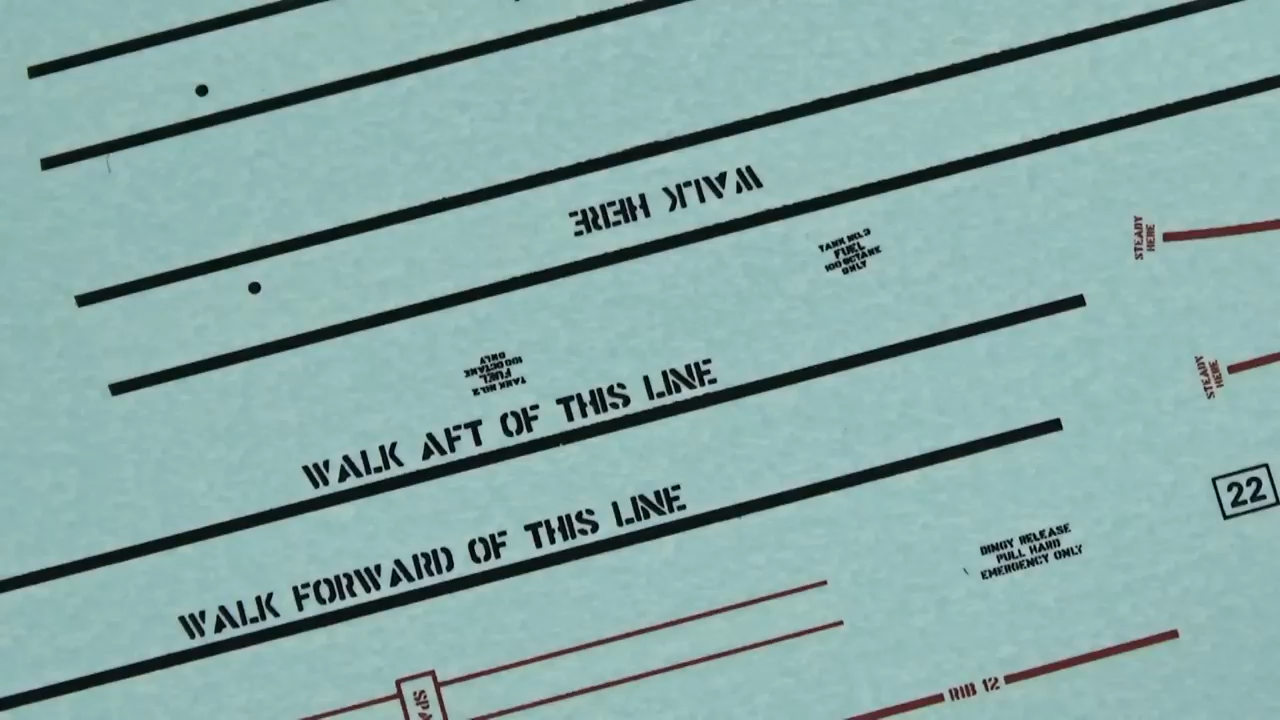 WALK HERE
TANK NO.3
FUEL
100 OCTANE
ONLY
STEADY
HERE
TANK NO.2
FUEL
100 OCTANE
ONLY
STEADY
HERE
WALK AFT OF THIS LINE
WALK FORWARD OF THIS LINE
22
DINGY RELEASE
PULL HARD
EMERGENCY ONLY
RIB 12